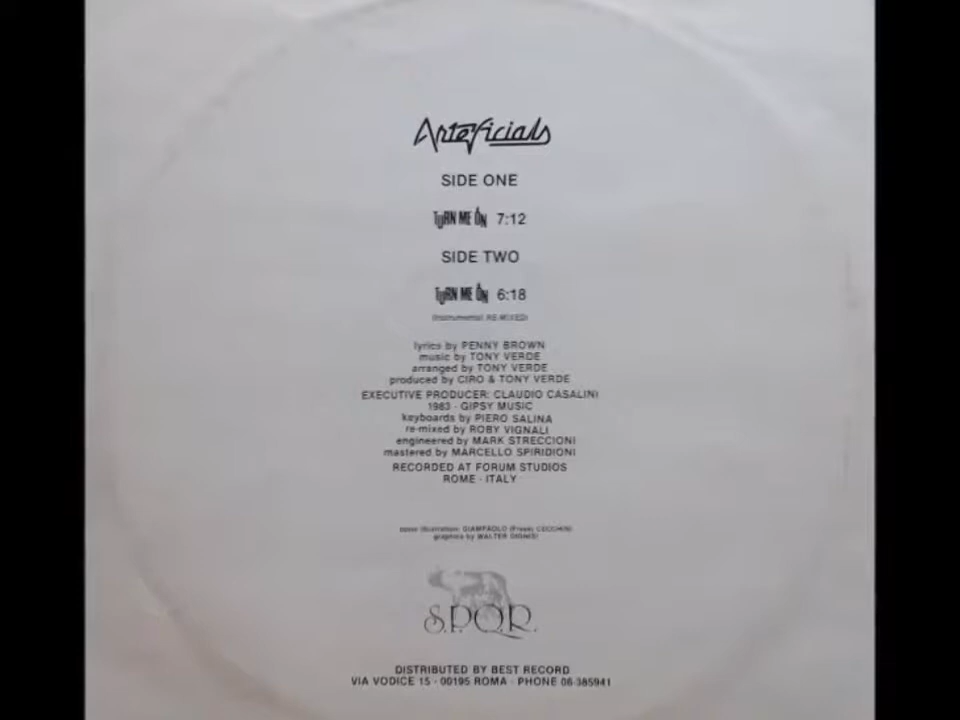 Arteficials
SIDE ONE
TURN ME ON 7:12
SIDE TWO
TURN ME ON 6:18
(Instrumental RE-MIXED)
lyrics by PENNY BROWN
music by TONY VERDE
arranged by TONY VERDE
produced by CIRO & TONY VERDE
EXECUTIVE PRODUCER: CLAUDIO CASALINI
1983 - GIPSY MUSIC
keyboards by PIERO SALINA
re-mixed by ROBY VIGNALI
engineered by MARK STRECCIONI
mastered by MARCELLO SPIRIDIONI
RECORDED AT FORUM STUDIOS
ROME - ITALY
cover illustration: GIAMPAOLO CECCHINI
graphics by WALTER
S.P.Q.R.
DISTRIBUTED BY BEST RECORD
VIA VODICE 15 - 00195 ROMA - PHONE 06-385941